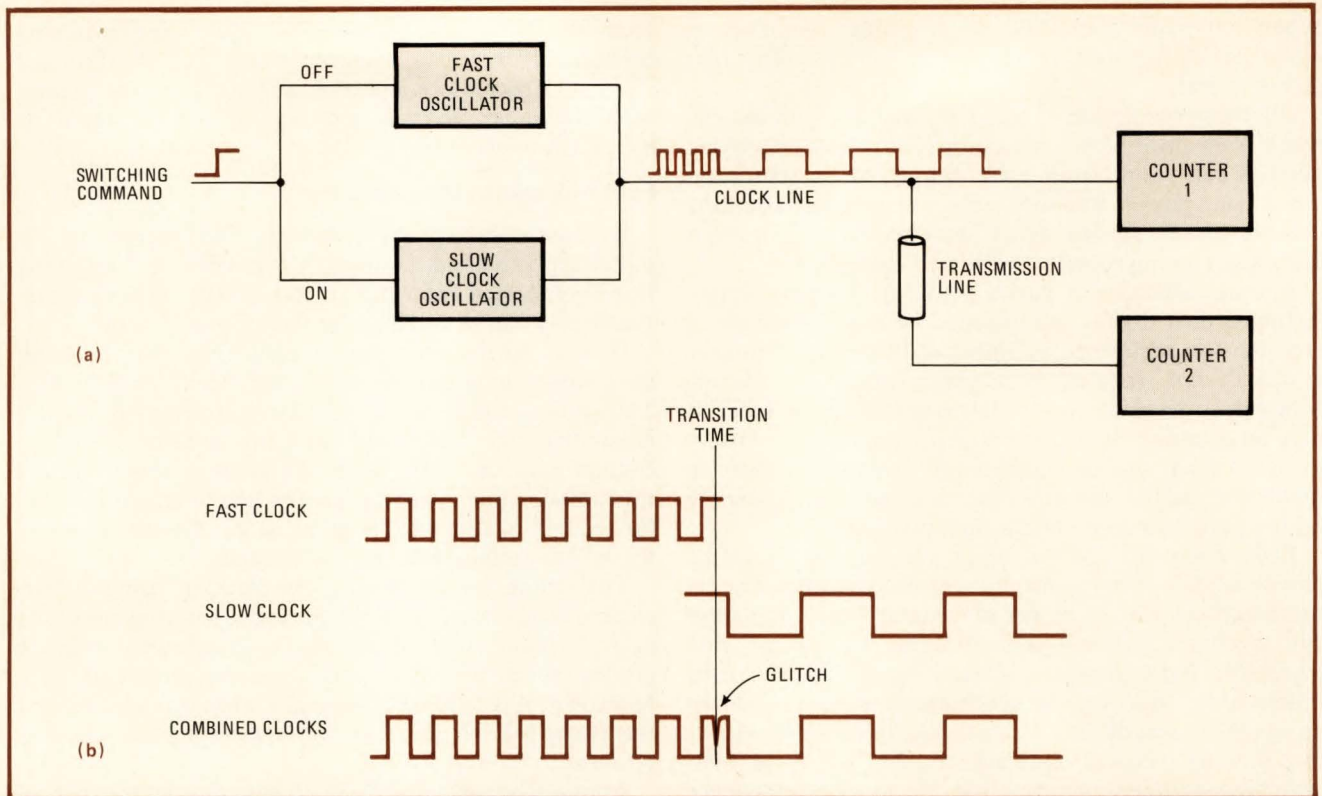 OFF
FAST
CLOCK
OSCILLATOR
SWITCHING
COMMAND
CLOCK LINE
COUNTER
1
SLOW
CLOCK
OSCILLATOR
ON
TRANSMISSION
LINE
(a)
COUNTER
2
TRANSITION
TIME
FAST CLOCK
SLOW CLOCK
GLITCH
COMBINED CLOCKS
(b)